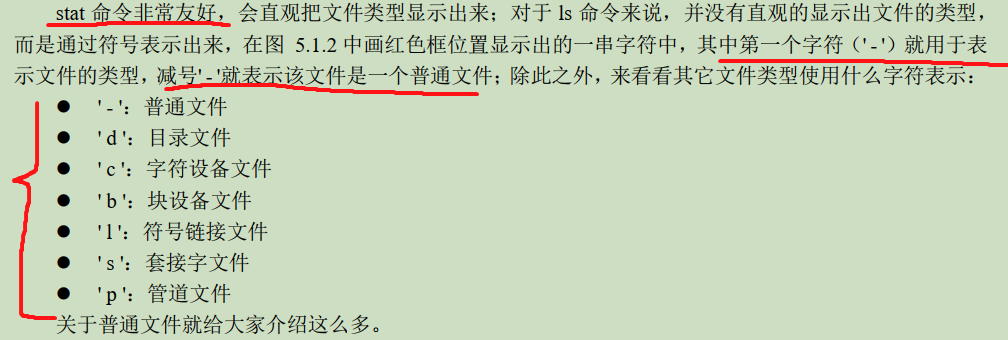 stat 命令非常友好，会直观把文件类型显示出来；对于 ls 命令来说，并没有直观的显示出文件的类型，
而是通过符号表示出来，在图 5.1.2 中画红色框位置显示出的一串字符中，其中第一个字符（'-'）就用于表
示文件的类型，减号'-'就表示该文件是一个普通文件；除此之外，来看看其它文件类型使用什么字符表示：
● '-'：普通文件
● 'd'：目录文件
● 'c'：字符设备文件
● 'b'：块设备文件
● 'l'：符号链接文件
● 's'：套接字文件
● 'p'：管道文件
关于普通文件就给大家介绍这么多。